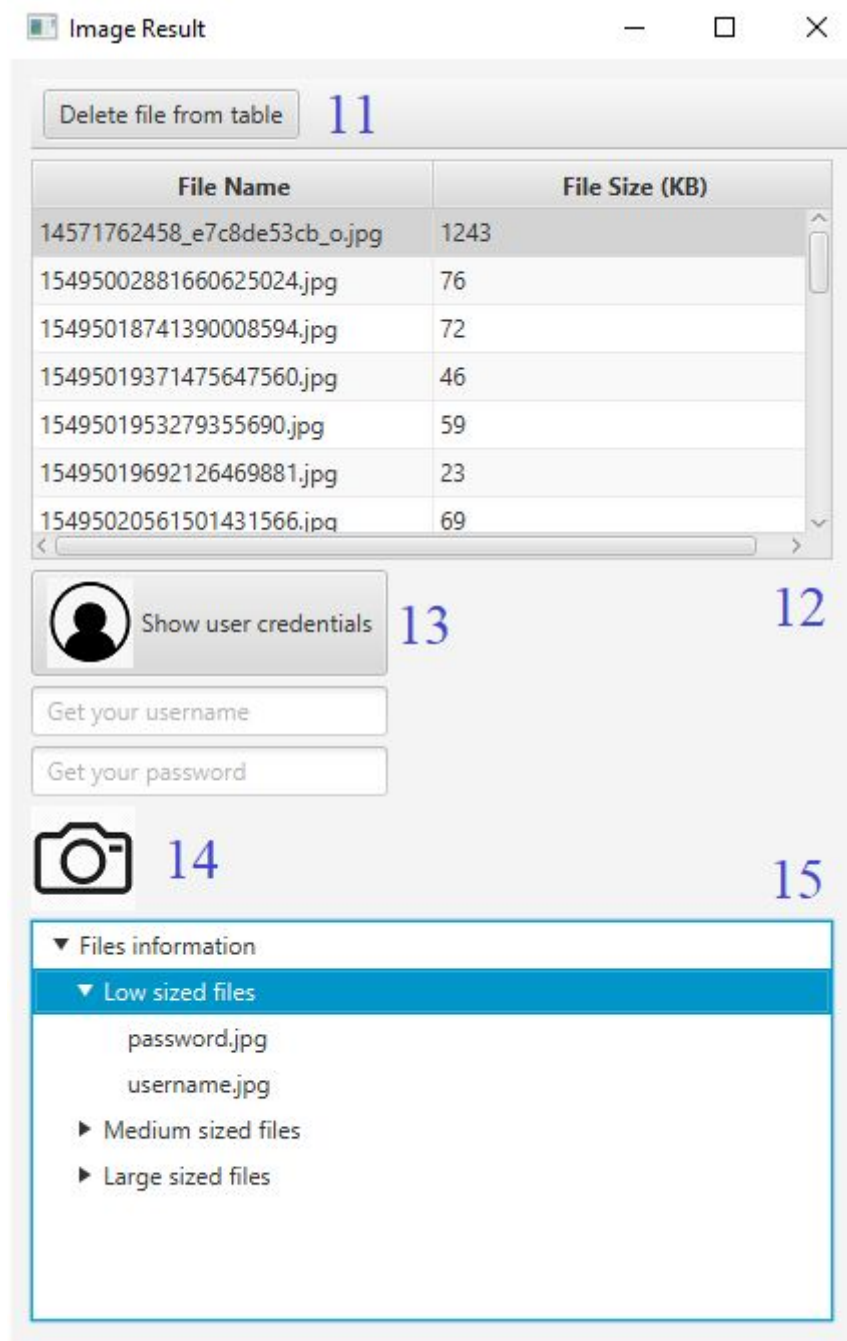 Image Result
Delete file from table 11
File Name File Size (KB)
14571762458_e7c8de53cb_o.jpg 1243
15495002881660625024.jpg 76
15495018741390008594.jpg 72
15495019371475647560.jpg 46
1549501953279355690.jpg 59
15495019692126469881.jpg 23
15495020561501431566.jpg 69
12
Show user credentials 13
Get your username
Get your password
14
15
Files information
Low sized files
password.jpg
username.jpg
Medium sized files
Large sized files